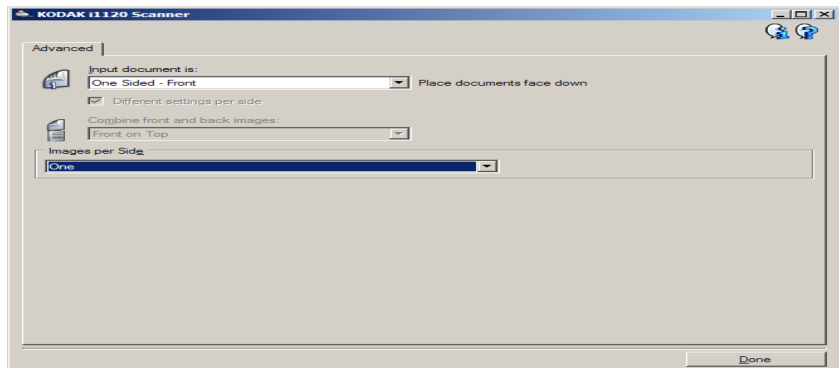 KODAK i1120 Scanner
Advanced
Input document is:
One Sided - Front
Place documents face down
Different settings per side
Combine front and back images:
Front on Top
Images per Side
One
Done